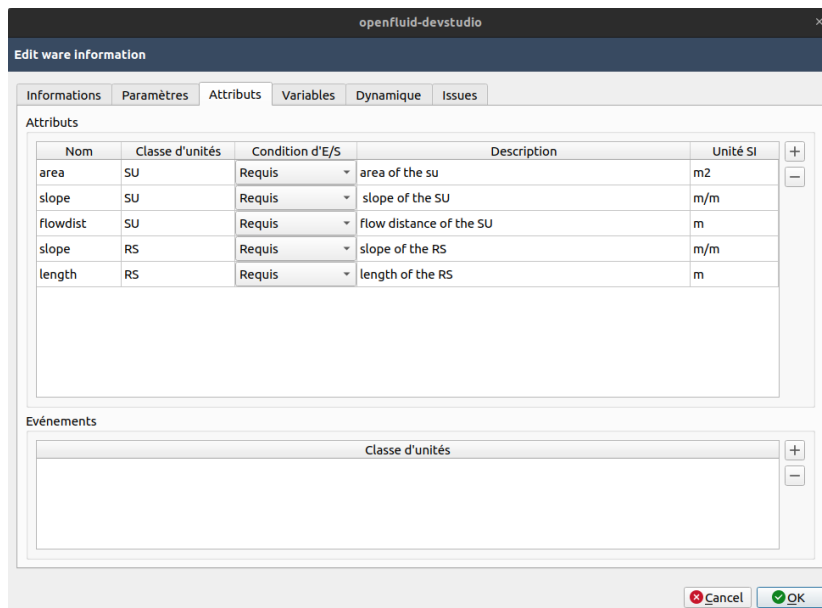 openfluid-devstudio
Edit ware information
Informations Paramètres Attributs Variables Dynamique Issues
Attributs
Nom Classe d'unités Condition d'E/S Description Unité SI
area SU Requis area of the su m2
slope SU Requis slope of the SU m/m
flowdist SU Requis flow distance of the SU m
slope RS Requis slope of the RS m/m
length RS Requis length of the RS m
Evénements
Classe d'unités
Cancel OK